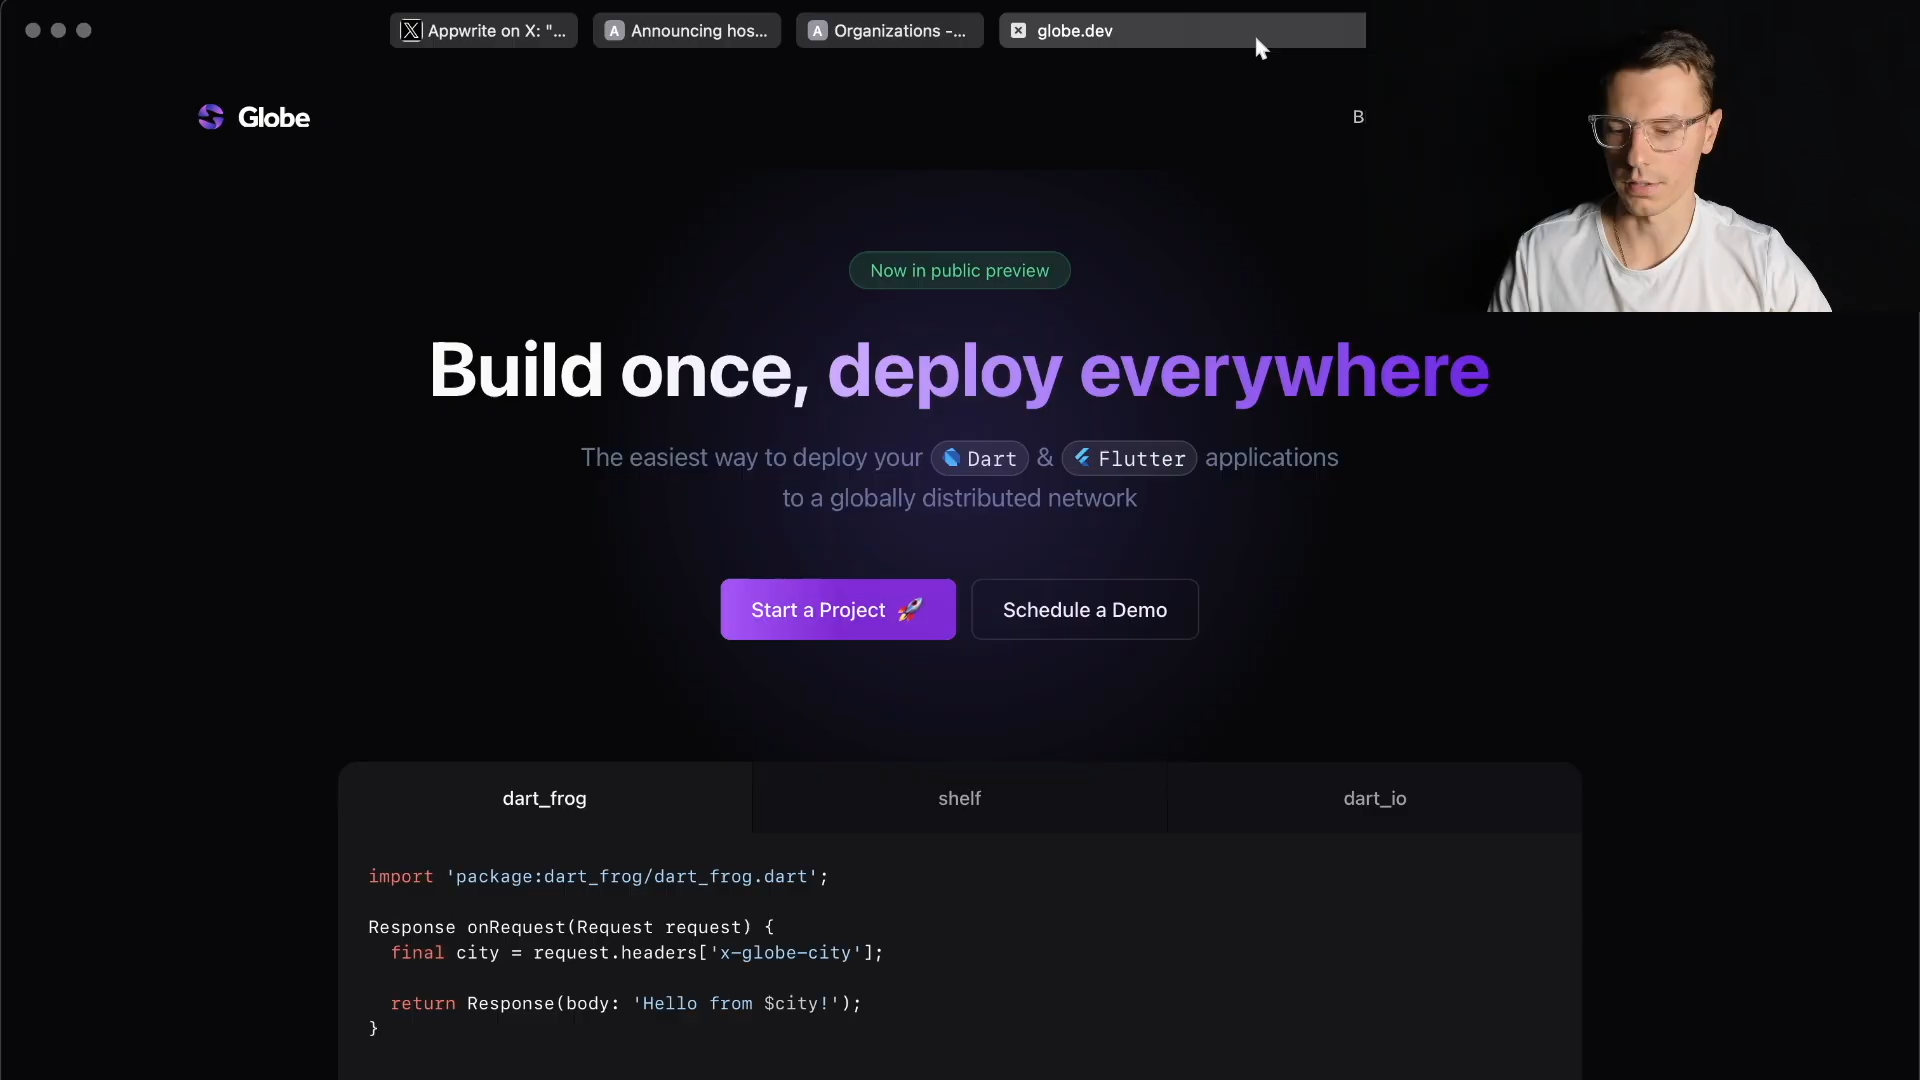 Appwrite on X: "...
Announcing hos...
Organizations -...
globe.dev
Globe
B
Now in public preview
Build once, deploy everywhere
The easiest way to deploy your Dart & Flutter applications
to a globally distributed network
Start a Project
Schedule a Demo
dart_frog
shelf
dart_io
import 'package:dart_frog/dart_frog.dart';
Response onRequest(Request request) {
final city = request.headers['x-globe-city'];
return Response(body: 'Hello from $city!');
}